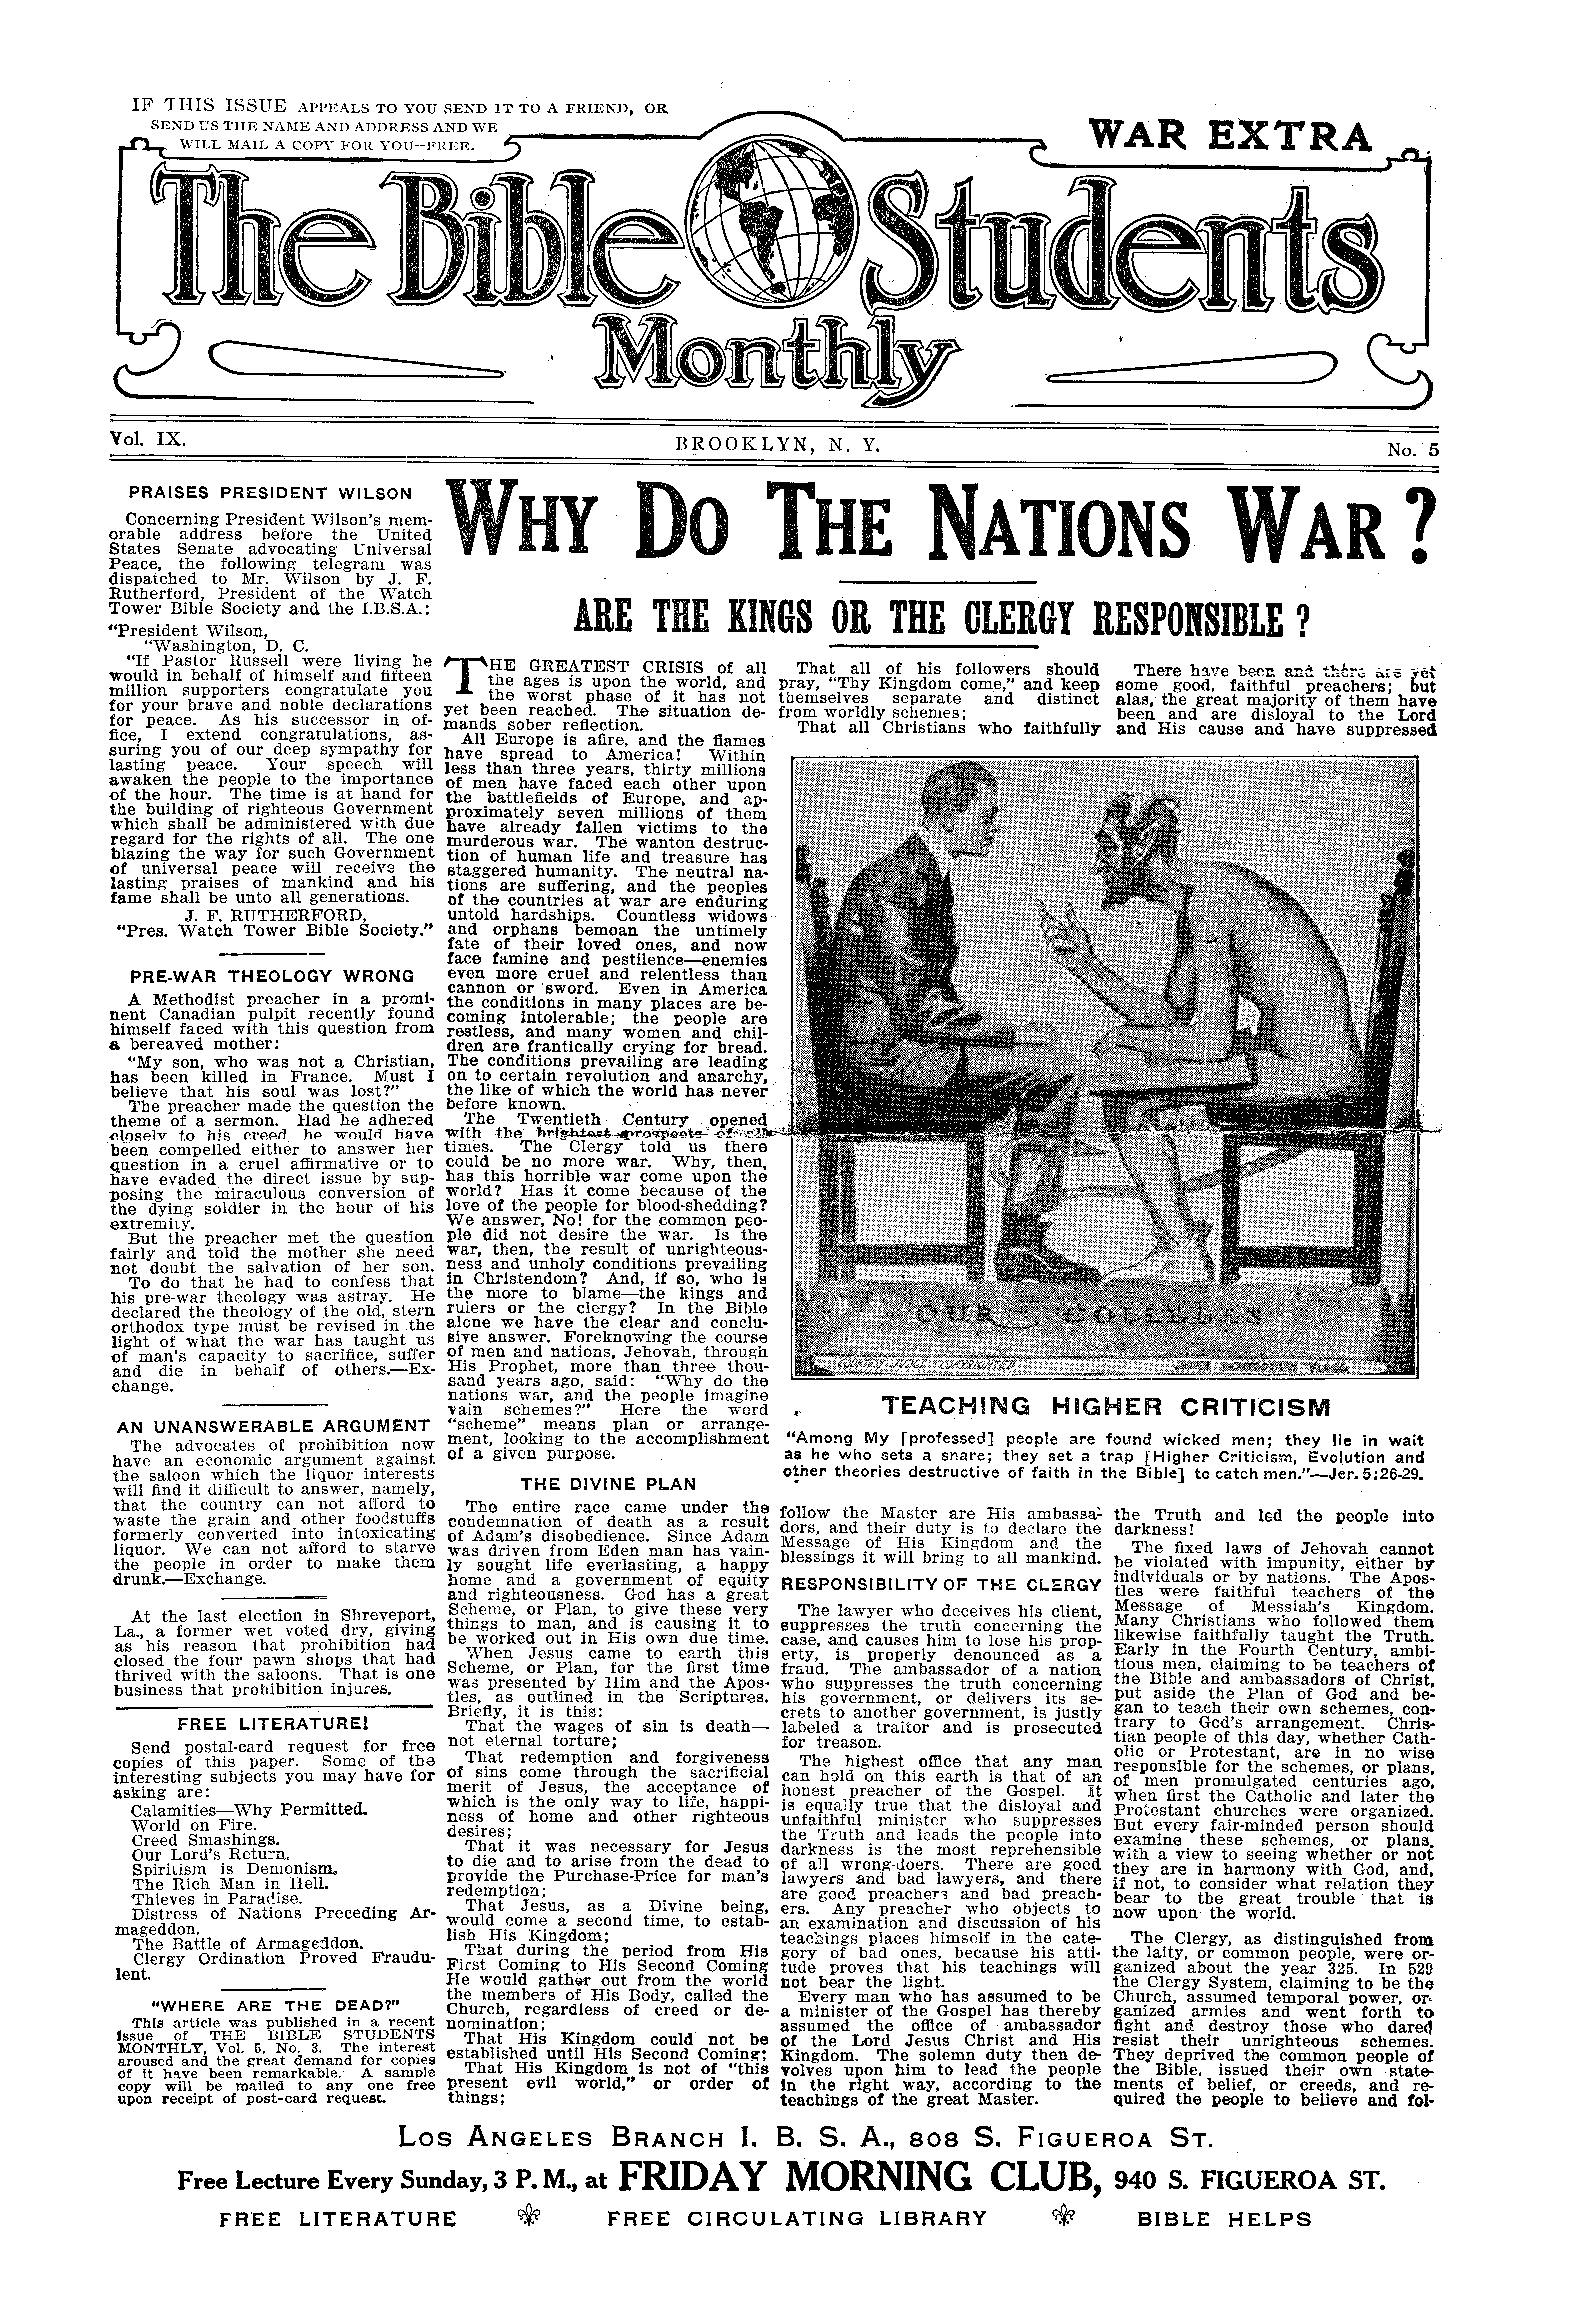 IF THIS ISSUE APPEALS TO YOU SEND IT TO A FRIEND, OR
SEND US THE NAME AND ADDRESS AND WE
WILL MAIL A COPY FOR YOU--FREE.
WAR EXTRA
The Bible Students
Monthly
Vol. IX.
BROOKLYN, N. Y.
No. 5
PRAISES PRESIDENT WILSON
Concerning President Wilson's mem-
orable address before the United
States Senate advocating Universal
Peace, the following telegram was
dispatched to Mr. Wilson by J. F.
Rutherford, President of the Watch
Tower Bible Society and the I.B.S.A.:
"President Wilson,
"Washington, D. C.
"If Pastor Russell were living he
would in behalf of himself and fifteen
million supporters congratulate you
for your brave and noble declarations
for peace. As his successor in of-
fice, I extend congratulations, as-
suring you of our deep sympathy for
lasting peace. Your speech will
awaken the people to the importance
of the hour. The time is at hand for
the building of righteous Government
which shall be administered with due
regard for the rights of all. The one
blazing the way for such Government
of universal peace will receive the
lasting praises of mankind and his
fame shall be unto all generations.
J. F. RUTHERFORD,
"Pres. Watch Tower Bible Society."
PRE-WAR THEOLOGY WRONG
A Methodist preacher in a promi-
nent Canadian pulpit recently found
himself faced with this question from
a bereaved mother:
"My son, who was not a Christian,
has been killed in France. Must I
believe that his soul was lost?"
The preacher made the question the
theme of a sermon. Had he adhered
closely to his creed he would have
been compelled either to answer her
question in a cruel affirmative or to
have evaded the direct issue by sup-
posing the miraculous conversion of
the dying soldier in the hour of his
extremity.
But the preacher met the question
fairly and told the mother she need
not doubt the salvation of her son.
To do that he had to confess that
his pre-war theology was astray. He
declared the theology of the old, stern
orthodox type must be revised in the
light of what the war has taught us
of man's capacity to sacrifice, suffer
and die in behalf of others.—Ex-
change.
AN UNANSWERABLE ARGUMENT
The advocates of prohibition now
have an economic argument against
the saloon which the liquor interests
will find it difficult to answer, namely,
that the country can not afford to
waste the grain and other foodstuffs
formerly converted into intoxicating
liquor. We can not afford to starve
the people in order to make them
drunk.—Exchange.
At the last election in Shreveport,
La., a former wet voted dry, giving
as his reason that prohibition had
closed the four pawn shops that had
thrived with the saloons. That is one
business that prohibition injures.
FREE LITERATURE!
Send postal-card request for free
copies of this paper. Some of the
interesting subjects you may have for
asking are:
Calamities—Why Permitted.
World on Fire.
Creed Smashings.
Our Lord's Return.
Spiritism is Demonism.
The Rich Man in Hell.
Thieves in Paradise.
Distress of Nations Preceding Ar-
mageddon.
The Battle of Armageddon.
Clergy Ordination Proved Fraudu-
lent.
"WHERE ARE THE DEAD?"
This article was published in a recent
issue of THE BIBLE STUDENTS
MONTHLY, Vol. 5, No. 3. The interest
aroused and the great demand for copies
of it have been remarkable. A sample
copy will be mailed to any one free
upon receipt of post-card request.
WHY DO THE NATIONS WAR?
ARE THE KINGS OR THE CLERGY RESPONSIBLE?
THE GREATEST CRISIS of all
the ages is upon the world, and
the worst phase of it has not
yet been reached. The situation de-
mands sober reflection.
All Europe is afire, and the flames
have spread to America! Within
less than three years, thirty millions
of men have faced each other upon
the battlefields of Europe, and ap-
proximately seven millions of them
have already fallen victims to the
murderous war. The wanton destruc-
tion of human life and treasure has
staggered humanity. The neutral na-
tions are suffering, and the peoples
of the countries at war are enduring
untold hardships. Countless widows
and orphans bemoan the untimely
fate of their loved ones, and now
face famine and pestilence—enemies
even more cruel and relentless than
cannon or sword. Even in America
the conditions in many places are be-
coming intolerable; the people are
restless, and many women and chil-
dren are frantically crying for bread.
The conditions prevailing are leading
on to certain revolution and anarchy,
the like of which the world has never
before known.
The Twentieth Century opened
with the brightest prospects of all
times. The Clergy told us there
could be no more war. Why, then,
has this horrible war come upon the
world? Has it come because of the
love of the people for blood-shedding?
We answer, No! for the common peo-
ple did not desire the war. Is the
war, then, the result of unrighteous-
ness and unholy conditions prevailing
in Christendom? And, if so, who is
the more to blame—the kings and
rulers or the clergy? In the Bible
alone we have the clear and conclu-
sive answer. Foreknowing the course
of men and nations, Jehovah, through
His Prophet, more than three thou-
sand years ago, said: "Why do the
nations war, and the people imagine
vain schemes?" Here the word
"scheme" means plan or arrange-
ment, looking to the accomplishment
of a given purpose.
THE DIVINE PLAN
The entire race came under the
condemnation of death as a result
of Adam's disobedience. Since Adam
was driven from Eden man has vain-
ly sought life everlasting, a happy
home and a government of equity
and righteousness. God has a great
Scheme, or Plan, to give these very
things to man, and is causing it to
be worked out in His own due time.
When Jesus came to earth this
Scheme, or Plan, for the first time
was presented by Him and the Apos-
tles, as outlined in the Scriptures.
Briefly, it is this:
That the wages of sin is death—
not eternal torture;
That redemption and forgiveness
of sins come through the sacrificial
merit of Jesus, the acceptance of
which is the only way to life, happi-
ness of home and other righteous
desires;
That it was necessary for Jesus
to die and to arise from the dead to
provide the Purchase-Price for man's
redemption;
That Jesus, as a Divine being,
would come a second time, to estab-
lish His Kingdom;
That during the period from His
First Coming to His Second Coming
He would gather out from the world
the members of His Body, called the
Church, regardless of creed or de-
nomination;
That His Kingdom could not be
established until His Second Coming;
That His Kingdom is not of "this
present evil world," or order of
things;
That all of his followers should
pray, "Thy Kingdom come," and keep
themselves separate and distinct
from worldly schemes;
That all Christians who faithfully
There have been and there are yet
some good, faithful preachers; but
alas, the great majority of them have
been and are disloyal to the Lord
and His cause and have suppressed
TEACHING HIGHER CRITICISM
"Among My [professed] people are found wicked men; they lie in wait
as he who sets a snare; they set a trap [Higher Criticism, Evolution and
other theories destructive of faith in the Bible] to catch men."—Jer. 5:26-29.
follow the Master are His ambassa-
dors, and their duty is to declare the
Message of His Kingdom and the
blessings it will bring to all mankind.
RESPONSIBILITY OF THE CLERGY
The lawyer who deceives his client,
suppresses the truth concerning the
case, and causes him to lose his prop-
erty, is properly denounced as a
fraud. The ambassador of a nation
who suppresses the truth concerning
his government, or delivers its se-
crets to another government, is justly
labeled a traitor and is prosecuted
for treason.
The highest office that any man
can hold on this earth is that of an
honest preacher of the Gospel. It
is equally true that the disloyal and
unfaithful minister who suppresses
the Truth and leads the people into
darkness is the most reprehensible
of all wrong-doers. There are good
lawyers and bad lawyers, and there
are good preachers and bad preach-
ers. Any preacher who objects to
an examination and discussion of his
teachings places himself in the cate-
gory of bad ones, because his atti-
tude proves that his teachings will
not bear the light.
Every man who has assumed to be
a minister of the Gospel has thereby
assumed the office of ambassador
of the Lord Jesus Christ and His
Kingdom. The solemn duty then de-
volves upon him to lead the people
in the right way, according to the
teachings of the great Master.
the Truth and led the people into
darkness!
The fixed laws of Jehovah cannot
be violated with impunity, either by
individuals or by nations. The Apos-
tles were faithful teachers of the
Message of Messiah's Kingdom.
Many Christians who followed them
likewise faithfully taught the Truth.
Early in the Fourth Century, ambi-
tious men, claiming to be teachers of
the Bible and ambassadors of Christ,
put aside the Plan of God and be-
gan to teach their own schemes, con-
trary to God's arrangement. Chris-
tian people of this day, whether Cath-
olic or Protestant, are in no wise
responsible for the schemes, or plans,
of men promulgated centuries ago,
when first the Catholic and later the
Protestant churches were organized.
But every fair-minded person should
examine these schemes, or plans,
with a view to seeing whether or not
they are in harmony with God, and,
if not, to consider what relation they
bear to the great trouble that is
now upon the world.
The Clergy, as distinguished from
the laity, or common people, were or-
ganized about the year 325. In 529
the Clergy System, claiming to be the
Church, assumed temporal power, or-
ganized armies and went forth to
fight and destroy those who dared
resist their unrighteous schemes.
They deprived the common people of
the Bible, issued their own state-
ments of belief, or creeds, and re-
quired the people to believe and fol-
LOS ANGELES BRANCH I. B. S. A., 808 S. FIGUEROA ST.
Free Lecture Every Sunday, 3 P. M., at FRIDAY MORNING CLUB, 940 S. FIGUEROA ST.
FREE LITERATURE
FREE CIRCULATING LIBRARY
BIBLE HELPS